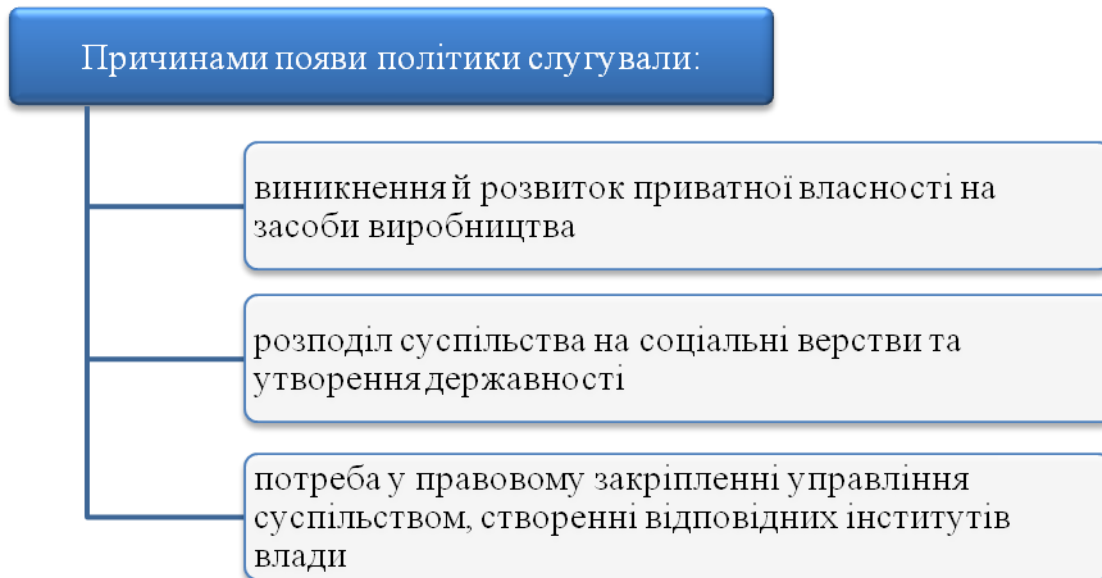 Причинами появи політики слугували:
виникнення й розвиток приватної власності на
засоби виробництва
розподіл суспільства на соціальні верстви та
утворення державності
потреба у правовому закріпленні управління
суспільством, створенні відповідних інститутів
влади